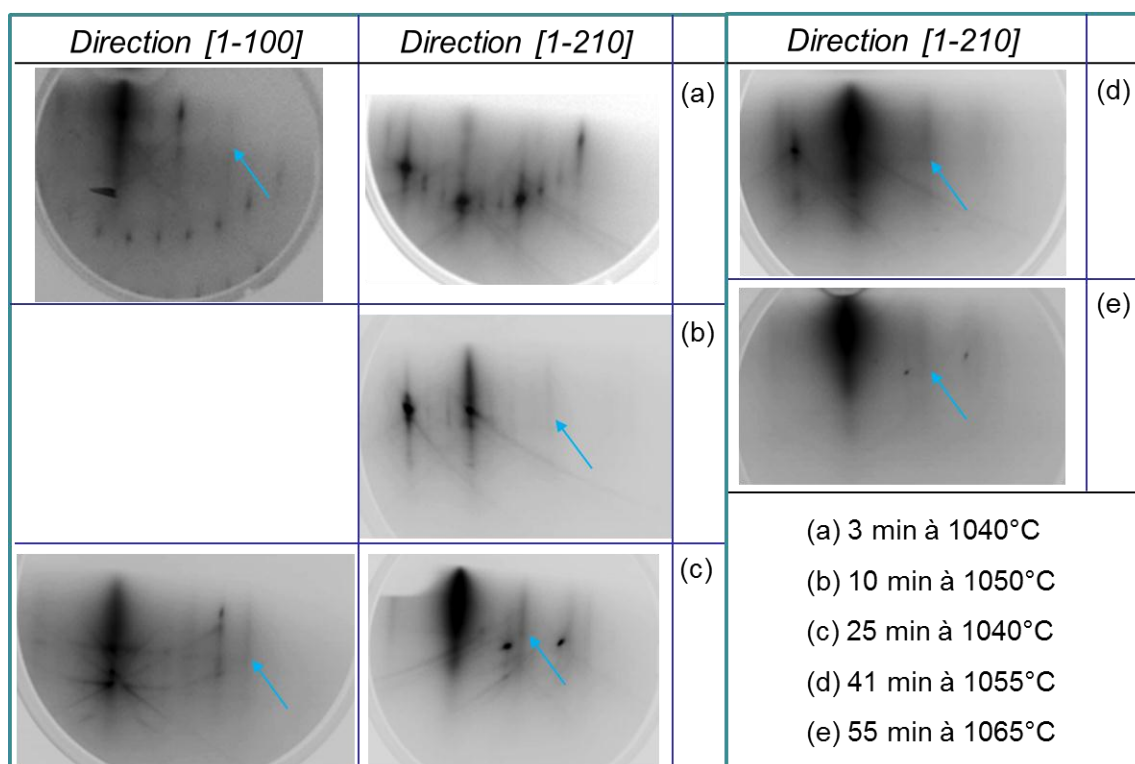 Direction [1-100]
Direction [1-210]
(a)
(b)
(c)
Direction [1-210]
(d)
(e)
(a) 3 min à 1040°C
(b) 10 min à 1050°C
(c) 25 min à 1040°C
(d) 41 min à 1055°C
(e) 55 min à 1065°C